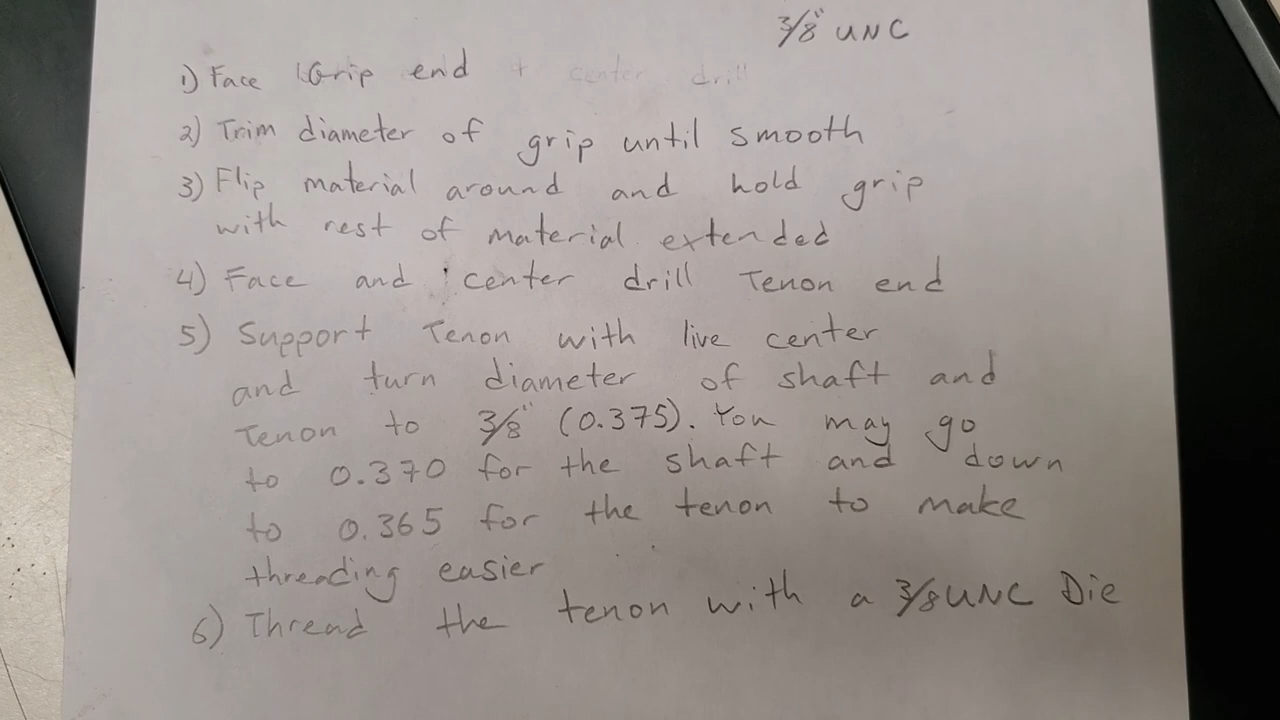 3/8" UNC
1) Face Grip end + center drill
2) Trim diameter of grip until smooth
3) Flip material around and hold grip
with rest of material extended
4) Face and center drill Tenon end
5) Support Tenon with live center
and turn diameter of shaft and
Tenon to 3/8" (0.375). You may go
to 0.370 for the shaft and down
to 0.365 for the tenon to make
threading easier
6) Thread the tenon with a 3/8 UNC Die